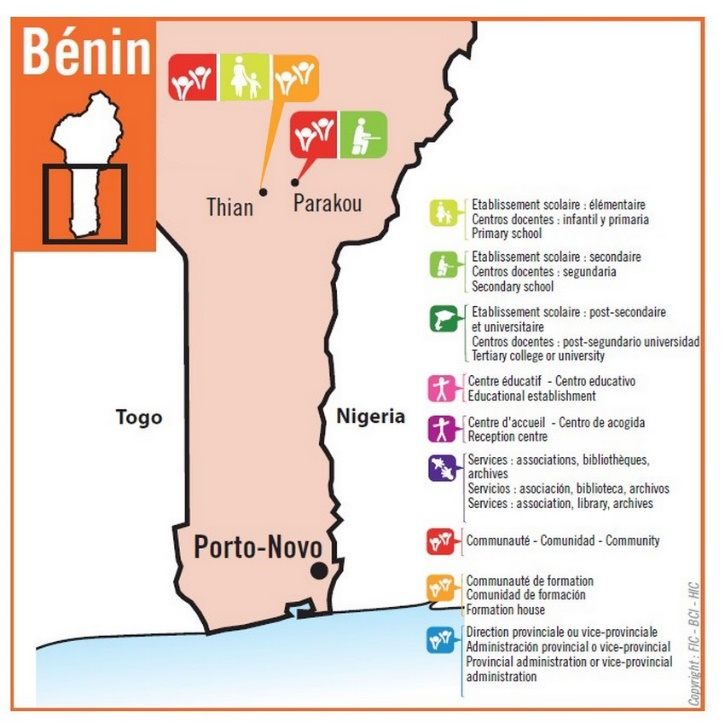 Bénin
Thian
Parakou
Togo
Nigeria
Porto-Novo
Etablissement scolaire : élémentaire
Centros docentes : infantil y primaria
Primary school
Etablissement scolaire : secondaire
Centros docentes : segundaria
Secondary school
Etablissement scolaire : post-secondaire
et universitaire
Centros docentes : post-segundario universidad
Tertiary college or university
Centre éducatif - Centro educativo
Educational establishment
Centre d'accueil - Centro de acogida
Reception centre
Services : associations, bibliothèques,
archives
Servicios : asociación, biblioteca, archivos
Services : association, library, archives
Communauté - Comunidad - Community
Communauté de formation
Comunidad de formación
Formation house
Direction provinciale ou vice-provinciale
Administración provincial o vice-provincial
Provincial administration or vice-provincial
administration
Copyright : FIC - BCI - HIC